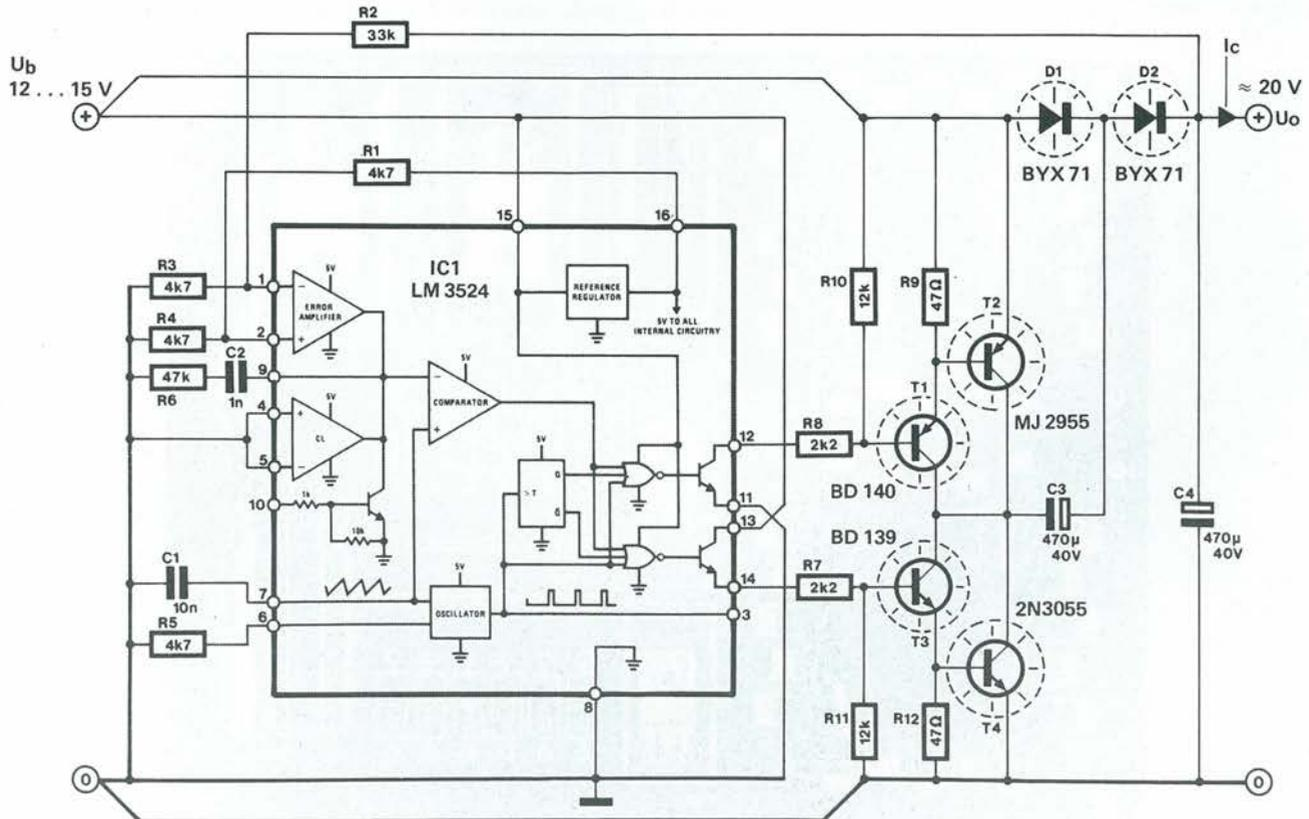 R2
33k
Ub
12 ... 15 V
+
Ic
≈ 20 V
+
Uo
D1
D2
BYX 71
BYX 71
R1
4k7
15
16
IC1
LM 3524
REFERENCE
REGULATOR
5V TO ALL
INTERNAL CIRCUITRY
R3
4k7
1
−
5V
ERROR
AMPLIFIER
R4
4k7
2
+
C2
1n
47k
R6
9
4
+
5V
CL
5
−
−
5V
COMPARATOR
+
10
1k
10k
5V
>T
Q
Q̄
12
11
13
14
3
C1
10n
7
6
R5
4k7
5V
OSCILLATOR
8
R10
12k
R9
47Ω
T2
MJ 2955
R8
2k2
T1
BD 140
BD 139
C3
470µ
40V
C4
470µ
40V
R7
2k2
T3
2N3055
T4
R11
12k
R12
47Ω
0
0